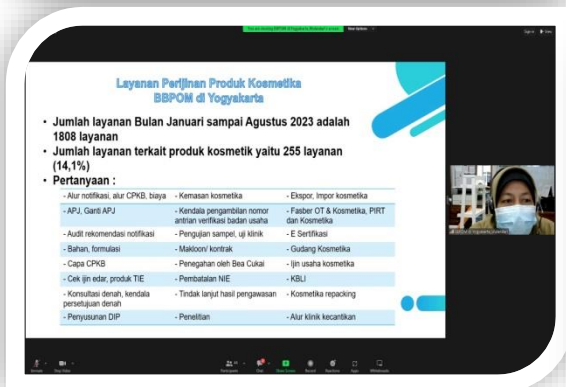 Layanan Perijinan Produk Kosmetika
BBPOM di Yogyakarta
• Jumlah layanan Bulan Januari sampai Agustus 2023 adalah
1808 layanan
• Jumlah layanan terkait produk kosmetik yaitu 255 layanan
(14,1%)
• Pertanyaan :
- Alur notifikasi, alur CPKB, biaya
- Kemasan kosmetika
- Ekspor, Impor kosmetika
- APJ, Ganti APJ
- Kendala pengambilan nomor
antrian verifikasi badan usaha
- Fasber OT & Kosmetika, PIRT
dan Kosmetika
- Audit rekomendasi notifikasi
- Pengujian sampel, uji klinik
- E Sertifikasi
- Bahan, formulasi
- Makloon/ kontrak
- Gudang Kosmetika
- Capa CPKB
- Penegahan oleh Bea Cukai
- Ijin usaha kosmetika
- Cek ijin edar, produk TIE
- Pembatalan NIE
- KBLI
- Konsultasi denah, kendala
persetujuan denah
- Tindak lanjut hasil pengawasan
- Kosmetika repacking
- Penyusunan DIP
- Penelitian
- Alur klinik kecantikan